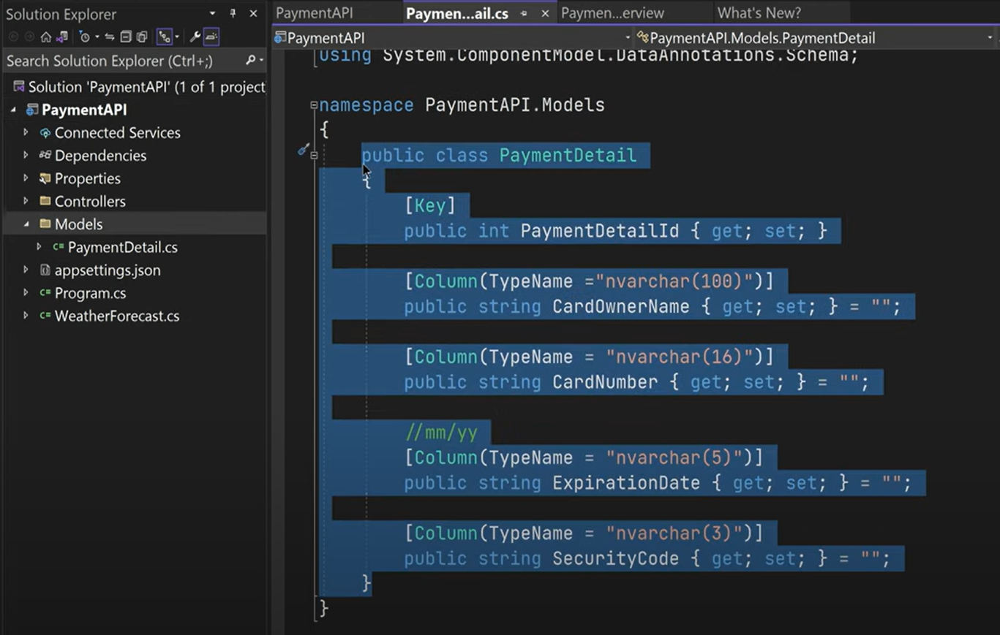 Solution Explorer
Search Solution Explorer (Ctrl+;)
Solution 'PaymentAPI' (1 of 1 project
PaymentAPI
Connected Services
Dependencies
Properties
Controllers
Models
C# PaymentDetail.cs
appsettings.json
C# Program.cs
C# WeatherForecast.cs
PaymentAPI
Paymen...ail.cs
Paymen...erview
What's New?
PaymentAPI
PaymentAPI.Models.PaymentDetail
using System.ComponentModel.DataAnnotations.Schema;
namespace PaymentAPI.Models
{
public class PaymentDetail
{
[Key]
public int PaymentDetailId { get; set; }
[Column(TypeName ="nvarchar(100)")]
public string CardOwnerName { get; set; } = "";
[Column(TypeName = "nvarchar(16)")]
public string CardNumber { get; set; } = "";
//mm/yy
[Column(TypeName = "nvarchar(5)")]
public string ExpirationDate { get; set; } = "";
[Column(TypeName = "nvarchar(3)")]
public string SecurityCode { get; set; } = "";
}
}